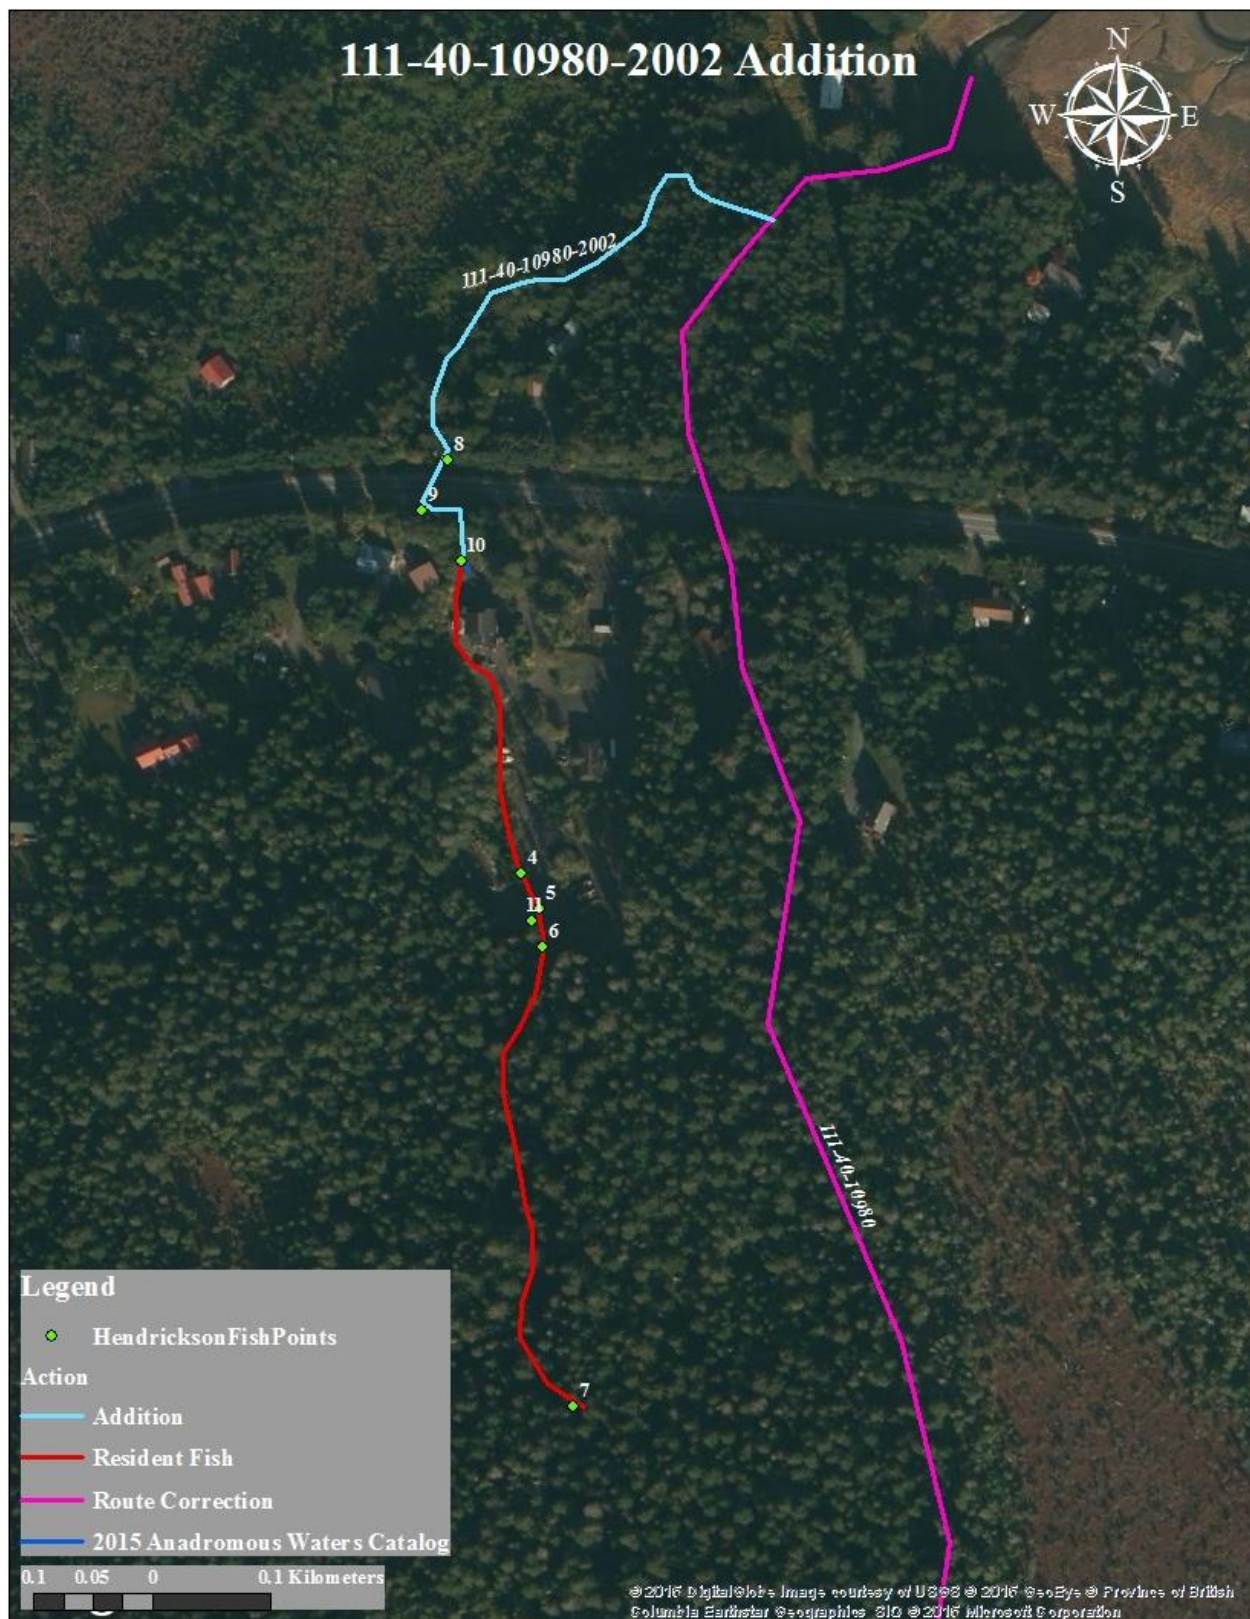 111-40-10980-2002 Addition
N
W E
S
111-40-10980-2002
8
9
10
4
5
11
6
111-40-10980
7
Legend
HendricksonFishPoints
Action
Addition
Resident Fish
Route Correction
2015 Anadromous Waters Catalog
0.1 0.05 0 0.1 Kilometers
© 2016 DigitalGlobe Image courtesy of USGS © 2016 GeoEye © Province of British
Columbia Earthstar Geographics SIO © 2016 Microsoft Corporation